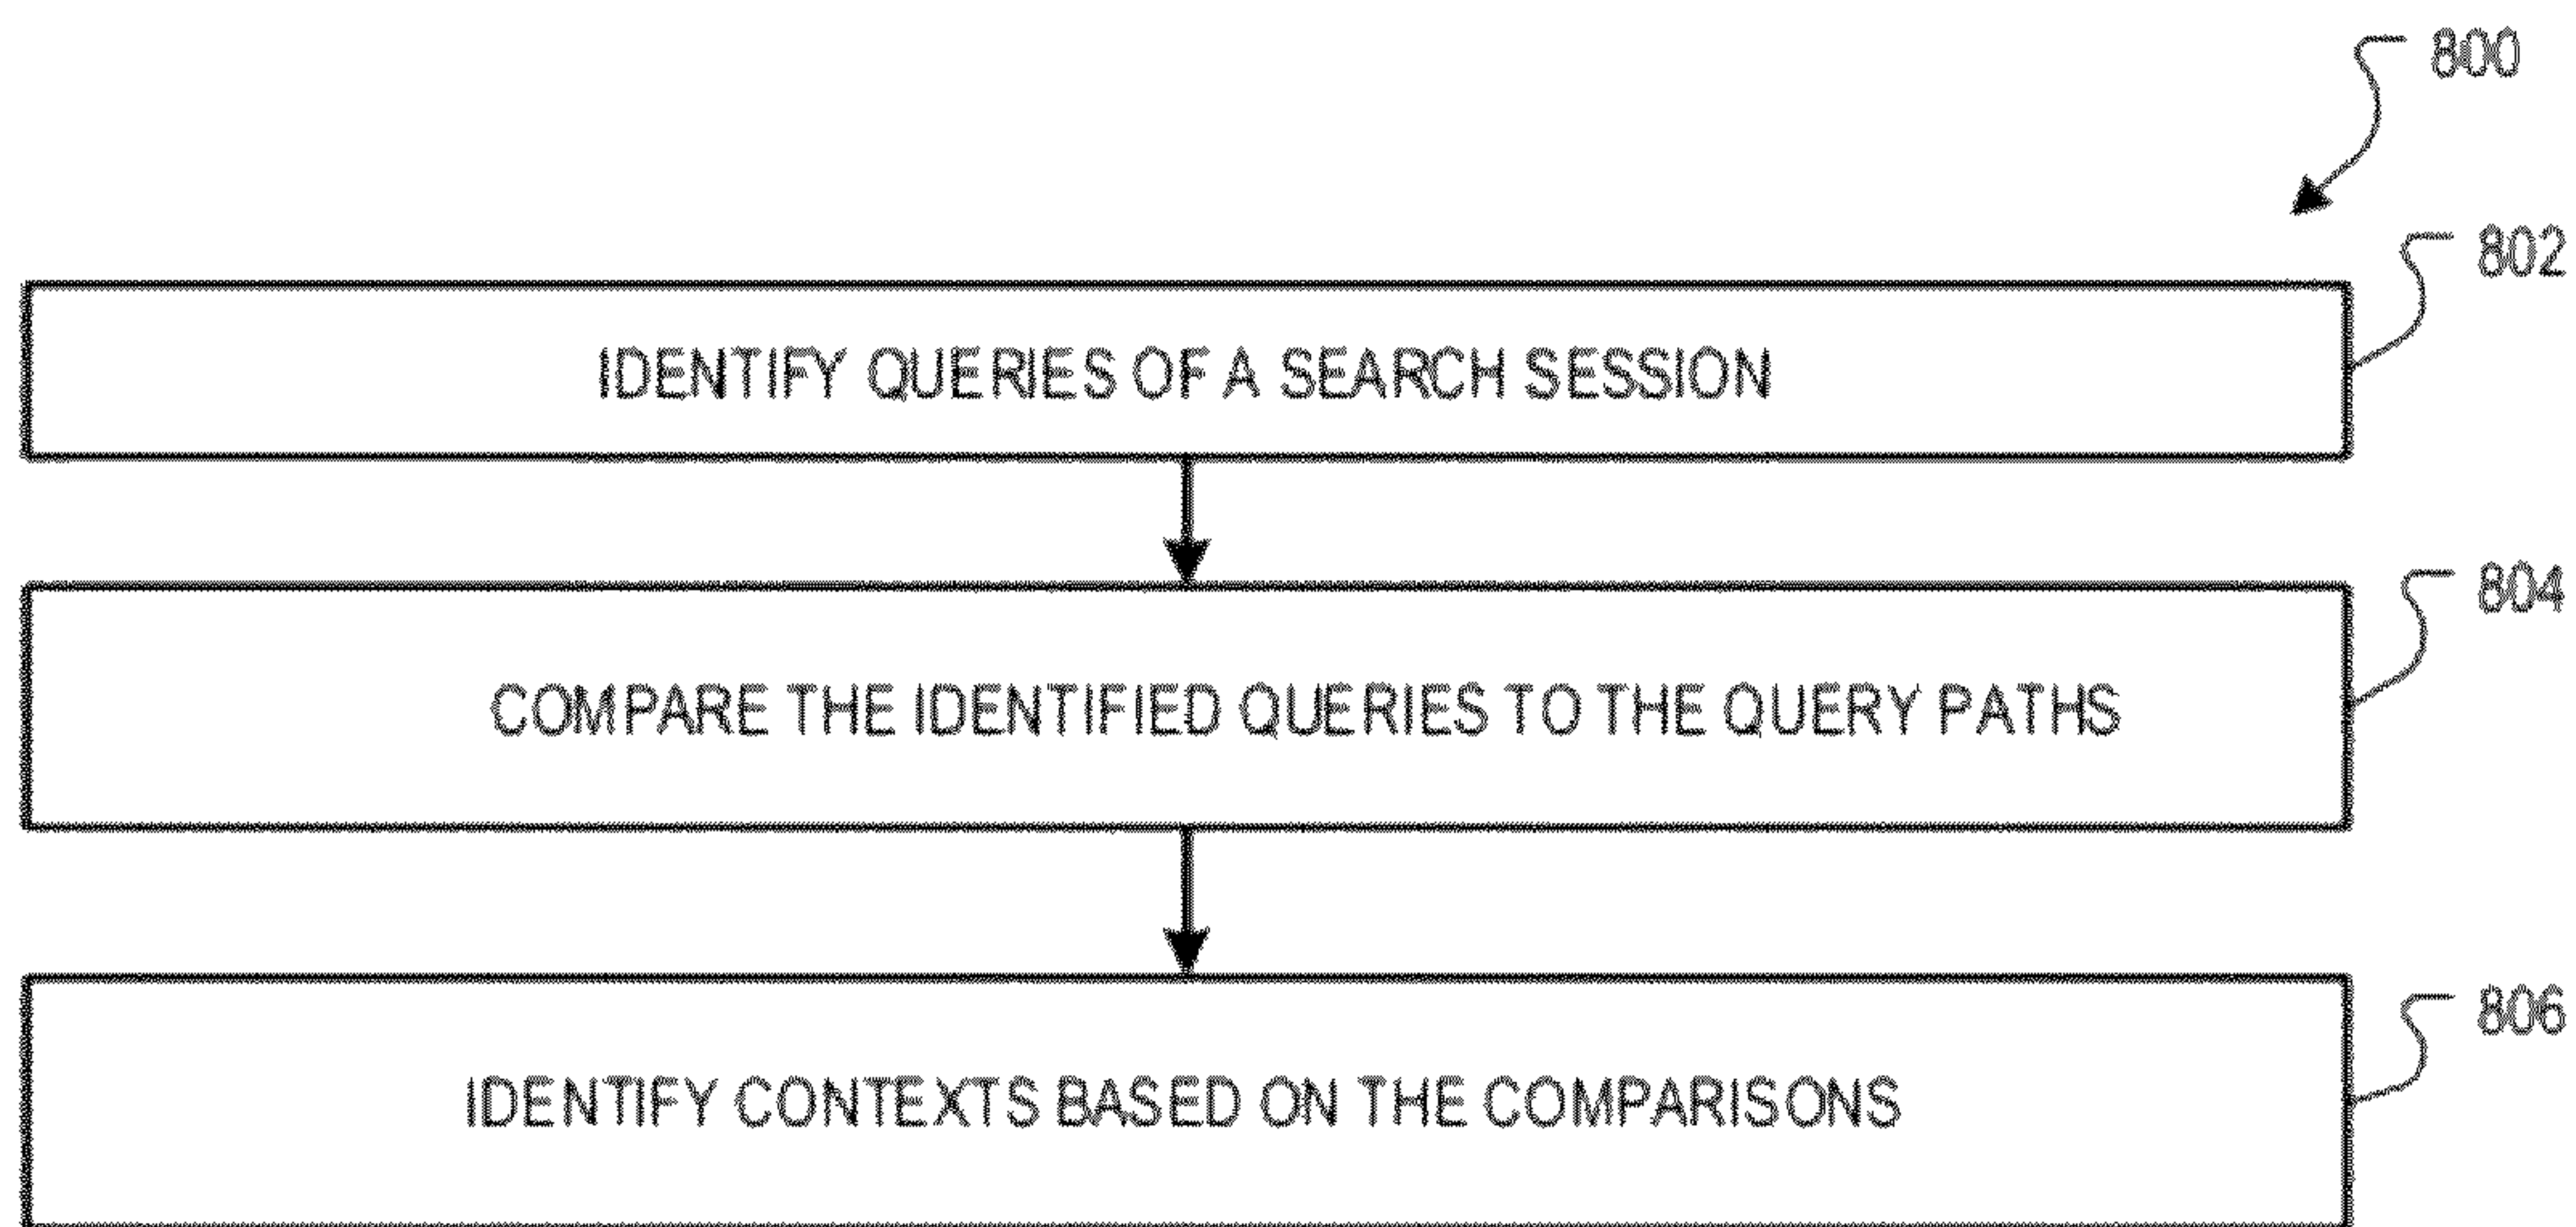 800
802
IDENTIFY QUERIES OF A SEARCH SESSION
804
COMPARE THE IDENTIFIED QUERIES TO THE QUERY PATHS
806
IDENTIFY CONTEXTS BASED ON THE COMPARISONS